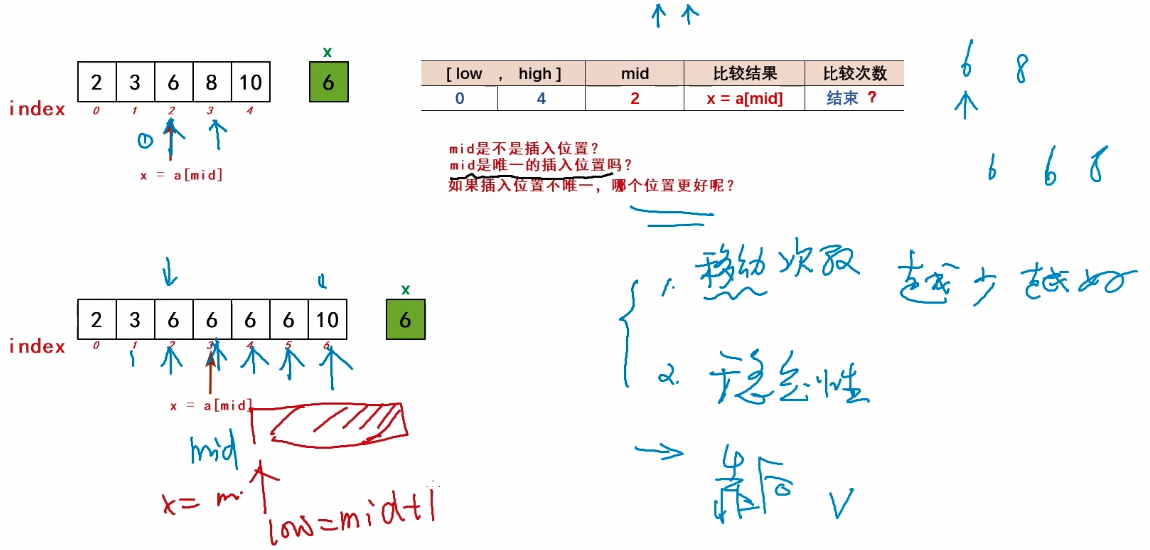 x
2 3 6 8 10 6
index 0 1 2 3 4
①
x = a[mid]
[ low , high ] mid 比较结果 比较次数
0 4 2 x = a[mid] 结束 ?
mid是不是插入位置？
mid是唯一的插入位置吗？
如果插入位置不唯一，哪个位置更好呢？
6 8
6 6 8
1. 移动次数 越少越好
2. 稳定性
靠后 V
x
2 3 6 6 6 6 10 6
index 0 1 2 3 4 5 6
x = a[mid]
mid
x = m
low=mid+1